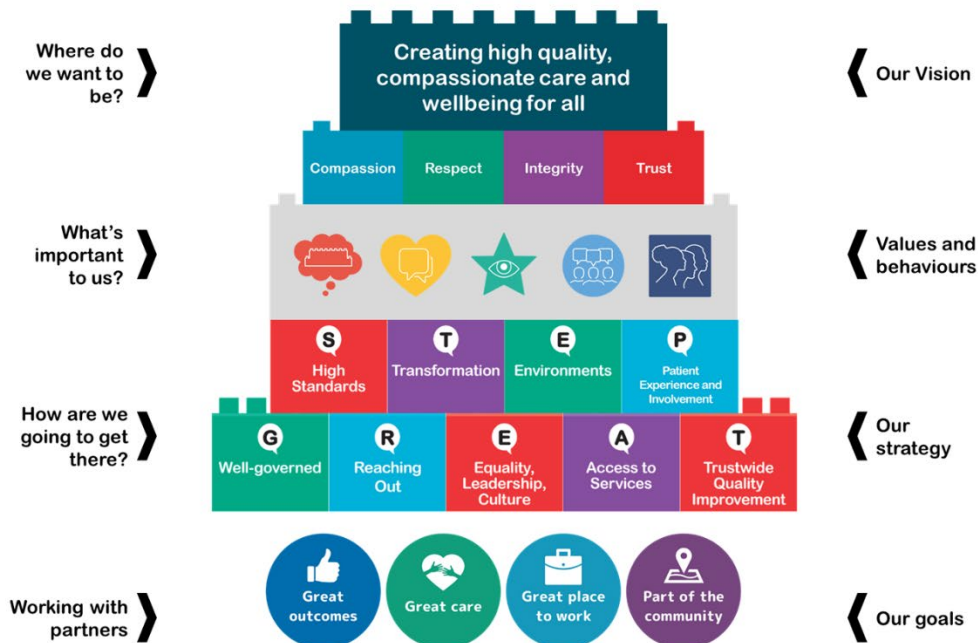 Where do
we want to
be?
Creating high quality,
compassionate care and
wellbeing for all
Our Vision
Compassion
Respect
Integrity
Trust
What's
important
to us?
Values and
behaviours
S
High
Standards
T
Transformation
E
Environments
P
Patient
Experience and
Involvement
How are we
going to get
there?
G
Well-governed
R
Reaching
Out
E
Equality,
Leadership,
Culture
A
Access to
Services
T
Trustwide
Quality
Improvement
Our
strategy
Working with
partners
Great
outcomes
Great care
Great place
to work
Part of the
community
Our goals